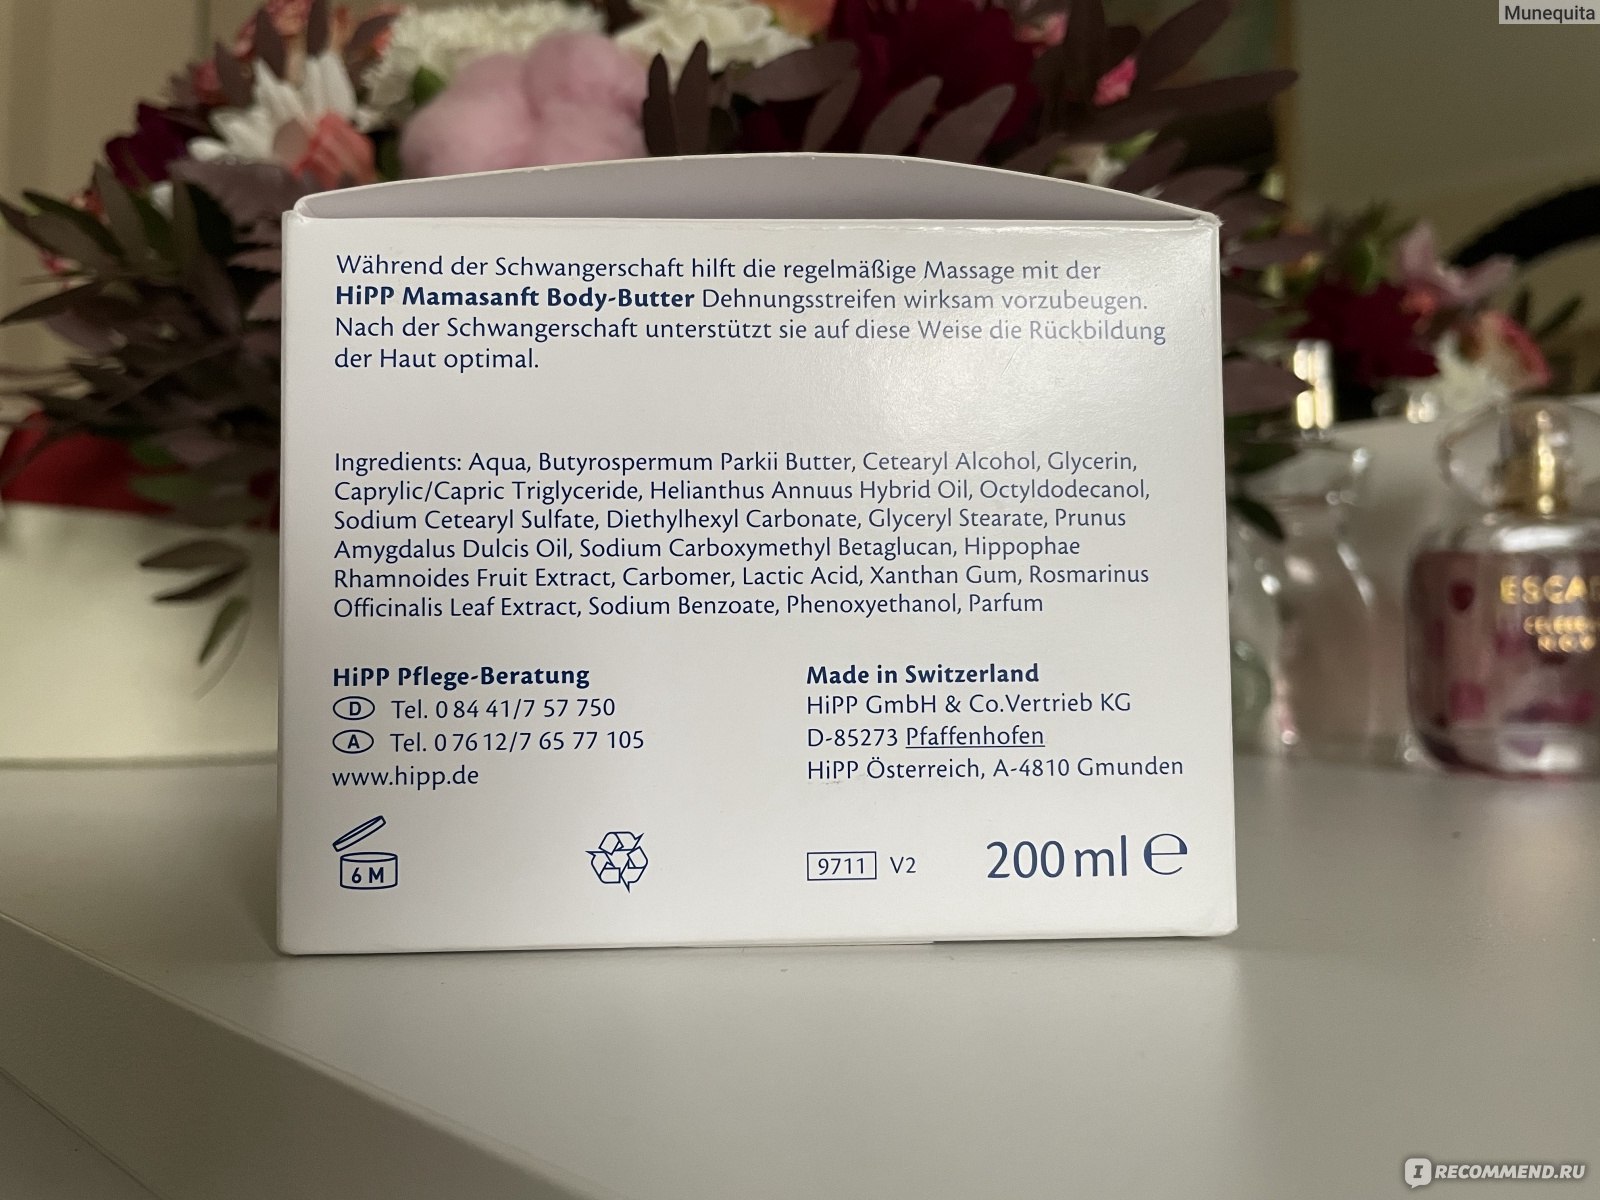 Munequita
Während der Schwangerschaft hilft die regelmäßige Massage mit der
HiPP Mamasanft Body-Butter Dehnungsstreifen wirksam vorzubeugen.
Nach der Schwangerschaft unterstützt sie auf diese Weise die Rückbildung
der Haut optimal.
Ingredients: Aqua, Butyrospermum Parkii Butter, Cetearyl Alcohol, Glycerin,
Caprylic/Capric Triglyceride, Helianthus Annuus Hybrid Oil, Octyldodecanol,
Sodium Cetearyl Sulfate, Diethylhexyl Carbonate, Glyceryl Stearate, Prunus
Amygdalus Dulcis Oil, Sodium Carboxymethyl Betaglucan, Hippophae
Rhamnoides Fruit Extract, Carbomer, Lactic Acid, Xanthan Gum, Rosmarinus
Officinalis Leaf Extract, Sodium Benzoate, Phenoxyethanol, Parfum
HiPP Pflege-Beratung
D Tel. 0 84 41/7 57 750
A Tel. 0 76 12/7 65 77 105
www.hipp.de
Made in Switzerland
HiPP GmbH & Co.Vertrieb KG
D-85273 Pfaffenhofen
HiPP Österreich, A-4810 Gmunden
6 M
9711 V2
200 ml ℮
ESCA
I RECOMMEND.RU